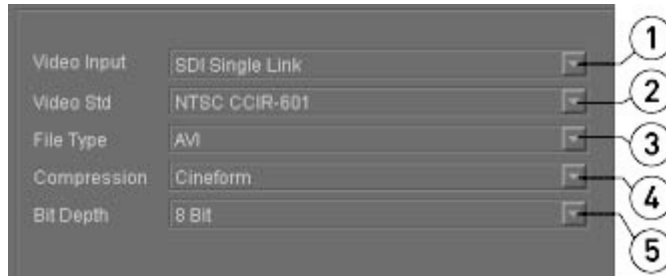 Video Input SDI Single Link 1
Video Std NTSC CCIR-601 2
File Type AVI 3
Compression Cineform 4
Bit Depth 8 Bit 5